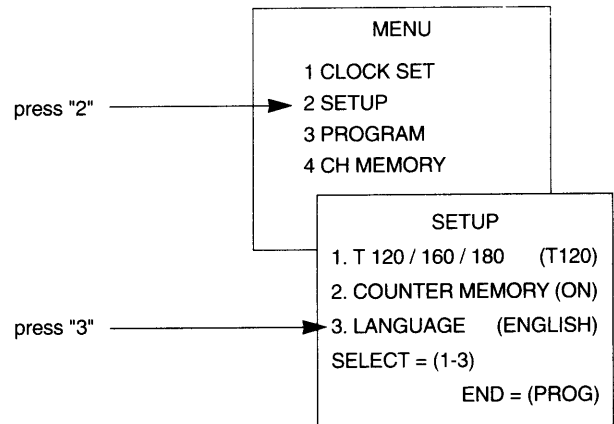 MENU
1 CLOCK SET
press "2"
2 SETUP
3 PROGRAM
4 CH MEMORY
SETUP
1. T 120 / 160 / 180 (T120)
2. COUNTER MEMORY (ON)
press "3"
3. LANGUAGE (ENGLISH)
SELECT = (1-3)
END = (PROG)